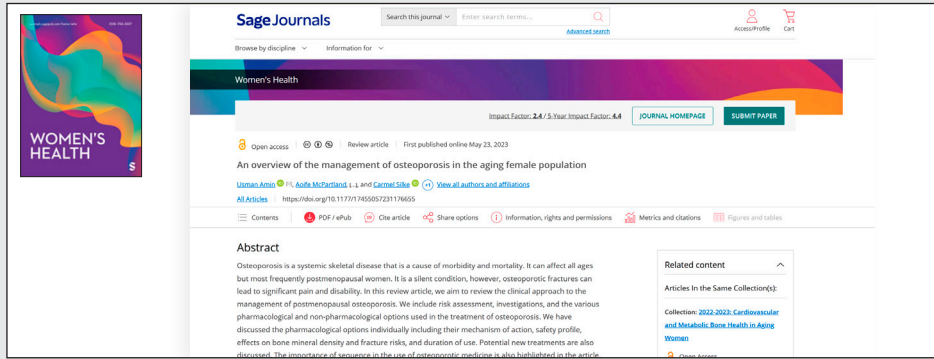 WOMEN'S
HEALTH
S
Sage Journals
Search this journal
Enter search terms...
Advanced search
Access/Profile
Cart
Browse by discipline
Information for
Women's Health
Impact Factor: 2.4 / 5-Year Impact Factor: 4.4
JOURNAL HOMEPAGE
SUBMIT PAPER
Open access
Review article
First published online May 23, 2023
An overview of the management of osteoporosis in the aging female population
Usman Amin, Aoife McPartland, [...], and Carmel Silke +1 View all authors and affiliations
All Articles https://doi.org/10.1177/17455057231176655
Contents
PDF / ePub
Cite article
Share options
Information, rights and permissions
Metrics and citations
Figures and tables
Abstract
Osteoporosis is a systemic skeletal disease that is a cause of morbidity and mortality. It can affect all ages
but most frequently postmenopausal women. It is a silent condition, however, osteoporotic fractures can
lead to significant pain and disability. In this review article, we aim to review the clinical approach to the
management of postmenopausal osteoporosis. We include risk assessment, investigations, and the various
pharmacological and non-pharmacological options used in the treatment of osteoporosis. We have
discussed the pharmacological options individually including their mechanism of action, safety profile,
effects on bone mineral density and fracture risks, and duration of use. Potential new treatments are also
discussed. The importance of sequence in the use of osteoporotic medicine is also highlighted in the article.
Related content
Articles In the Same Collection(s):
Collection: 2022-2023: Cardiovascular
and Metabolic Bone Health in Aging
Women
Open Access